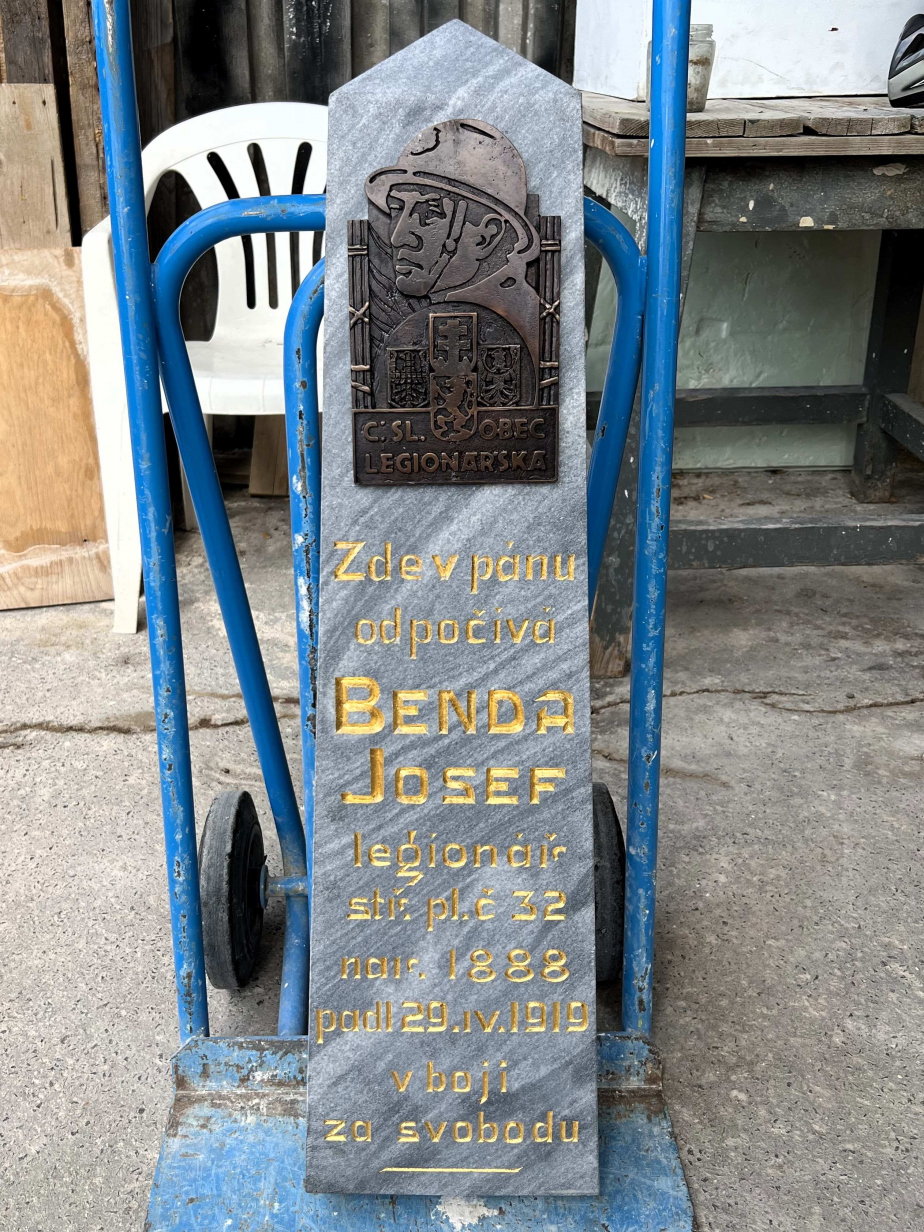 Č.SL. OBEC
LEGIONÁŘSKÁ
Zde v pánu
odpočívá
BENDA
JOSEF
legionář
stř. pl. č 32
nar. 1888
padl 29.IV.1919
v boji
za svobodu